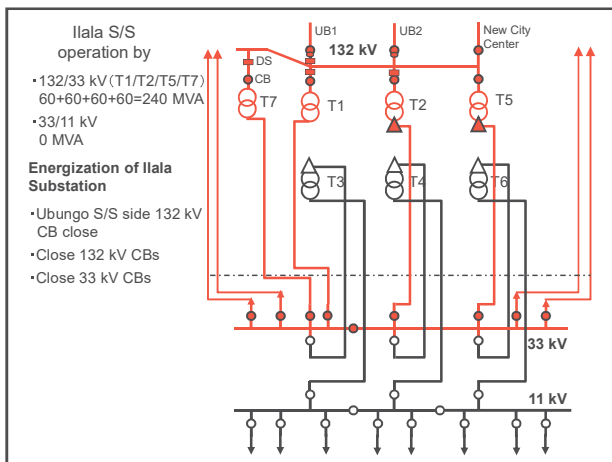 Ilala S/S
operation by
・132/33 kV(T1/T2/T5/T7)
60+60+60+60=240 MVA
・33/11 kV
0 MVA
Energization of Ilala
Substation
・Ubungo S/S side 132 kV
CB close
・Close 132 kV CBs
・Close 33 kV CBs
UB1
UB2
New City
Center
132 kV
DS
CB
T7
T1
T2
T5
T3
T4
T6
33 kV
11 kV